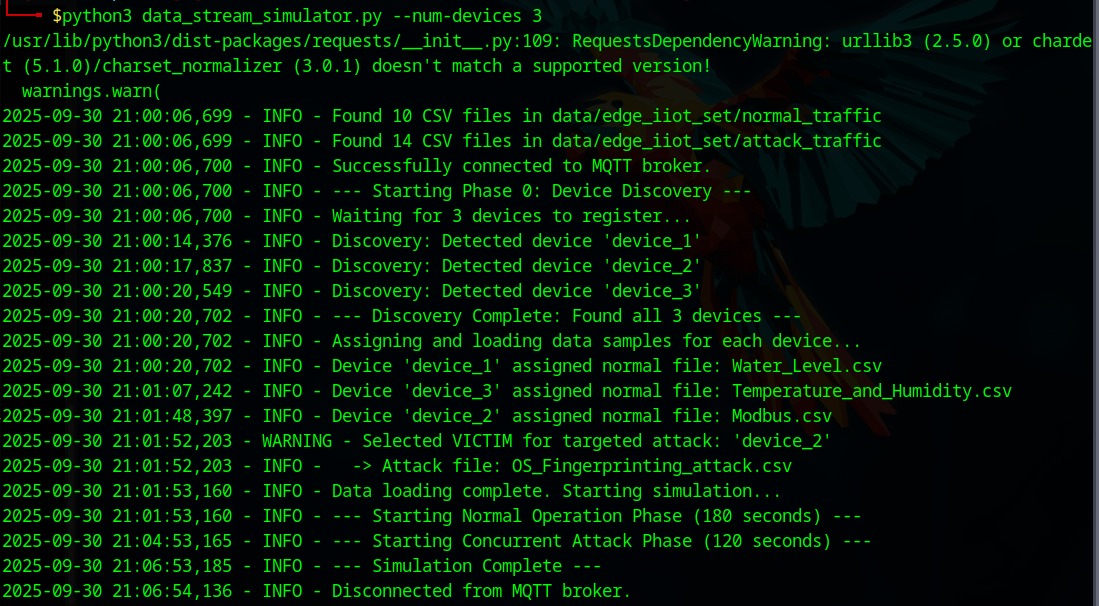 $python3 data_stream_simulator.py --num-devices 3
/usr/lib/python3/dist-packages/requests/__init__.py:109: RequestsDependencyWarning: urllib3 (2.5.0) or charde
t (5.1.0)/charset_normalizer (3.0.1) doesn't match a supported version!
  warnings.warn(
2025-09-30 21:00:06,699 - INFO - Found 10 CSV files in data/edge_iiot_set/normal_traffic
2025-09-30 21:00:06,699 - INFO - Found 14 CSV files in data/edge_iiot_set/attack_traffic
2025-09-30 21:00:06,700 - INFO - Successfully connected to MQTT broker.
2025-09-30 21:00:06,700 - INFO - --- Starting Phase 0: Device Discovery ---
2025-09-30 21:00:06,700 - INFO - Waiting for 3 devices to register...
2025-09-30 21:00:14,376 - INFO - Discovery: Detected device 'device_1'
2025-09-30 21:00:17,837 - INFO - Discovery: Detected device 'device_2'
2025-09-30 21:00:20,549 - INFO - Discovery: Detected device 'device_3'
2025-09-30 21:00:20,702 - INFO - --- Discovery Complete: Found all 3 devices ---
2025-09-30 21:00:20,702 - INFO - Assigning and loading data samples for each device...
2025-09-30 21:00:20,702 - INFO - Device 'device_1' assigned normal file: Water_Level.csv
2025-09-30 21:01:07,242 - INFO - Device 'device_3' assigned normal file: Temperature_and_Humidity.csv
2025-09-30 21:01:48,397 - INFO - Device 'device_2' assigned normal file: Modbus.csv
2025-09-30 21:01:52,203 - WARNING - Selected VICTIM for targeted attack: 'device_2'
2025-09-30 21:01:52,203 - INFO -   -> Attack file: OS_Fingerprinting_attack.csv
2025-09-30 21:01:53,160 - INFO - Data loading complete. Starting simulation...
2025-09-30 21:01:53,160 - INFO - --- Starting Normal Operation Phase (180 seconds) ---
2025-09-30 21:04:53,165 - INFO - --- Starting Concurrent Attack Phase (120 seconds) ---
2025-09-30 21:06:53,185 - INFO - --- Simulation Complete ---
2025-09-30 21:06:54,136 - INFO - Disconnected from MQTT broker.